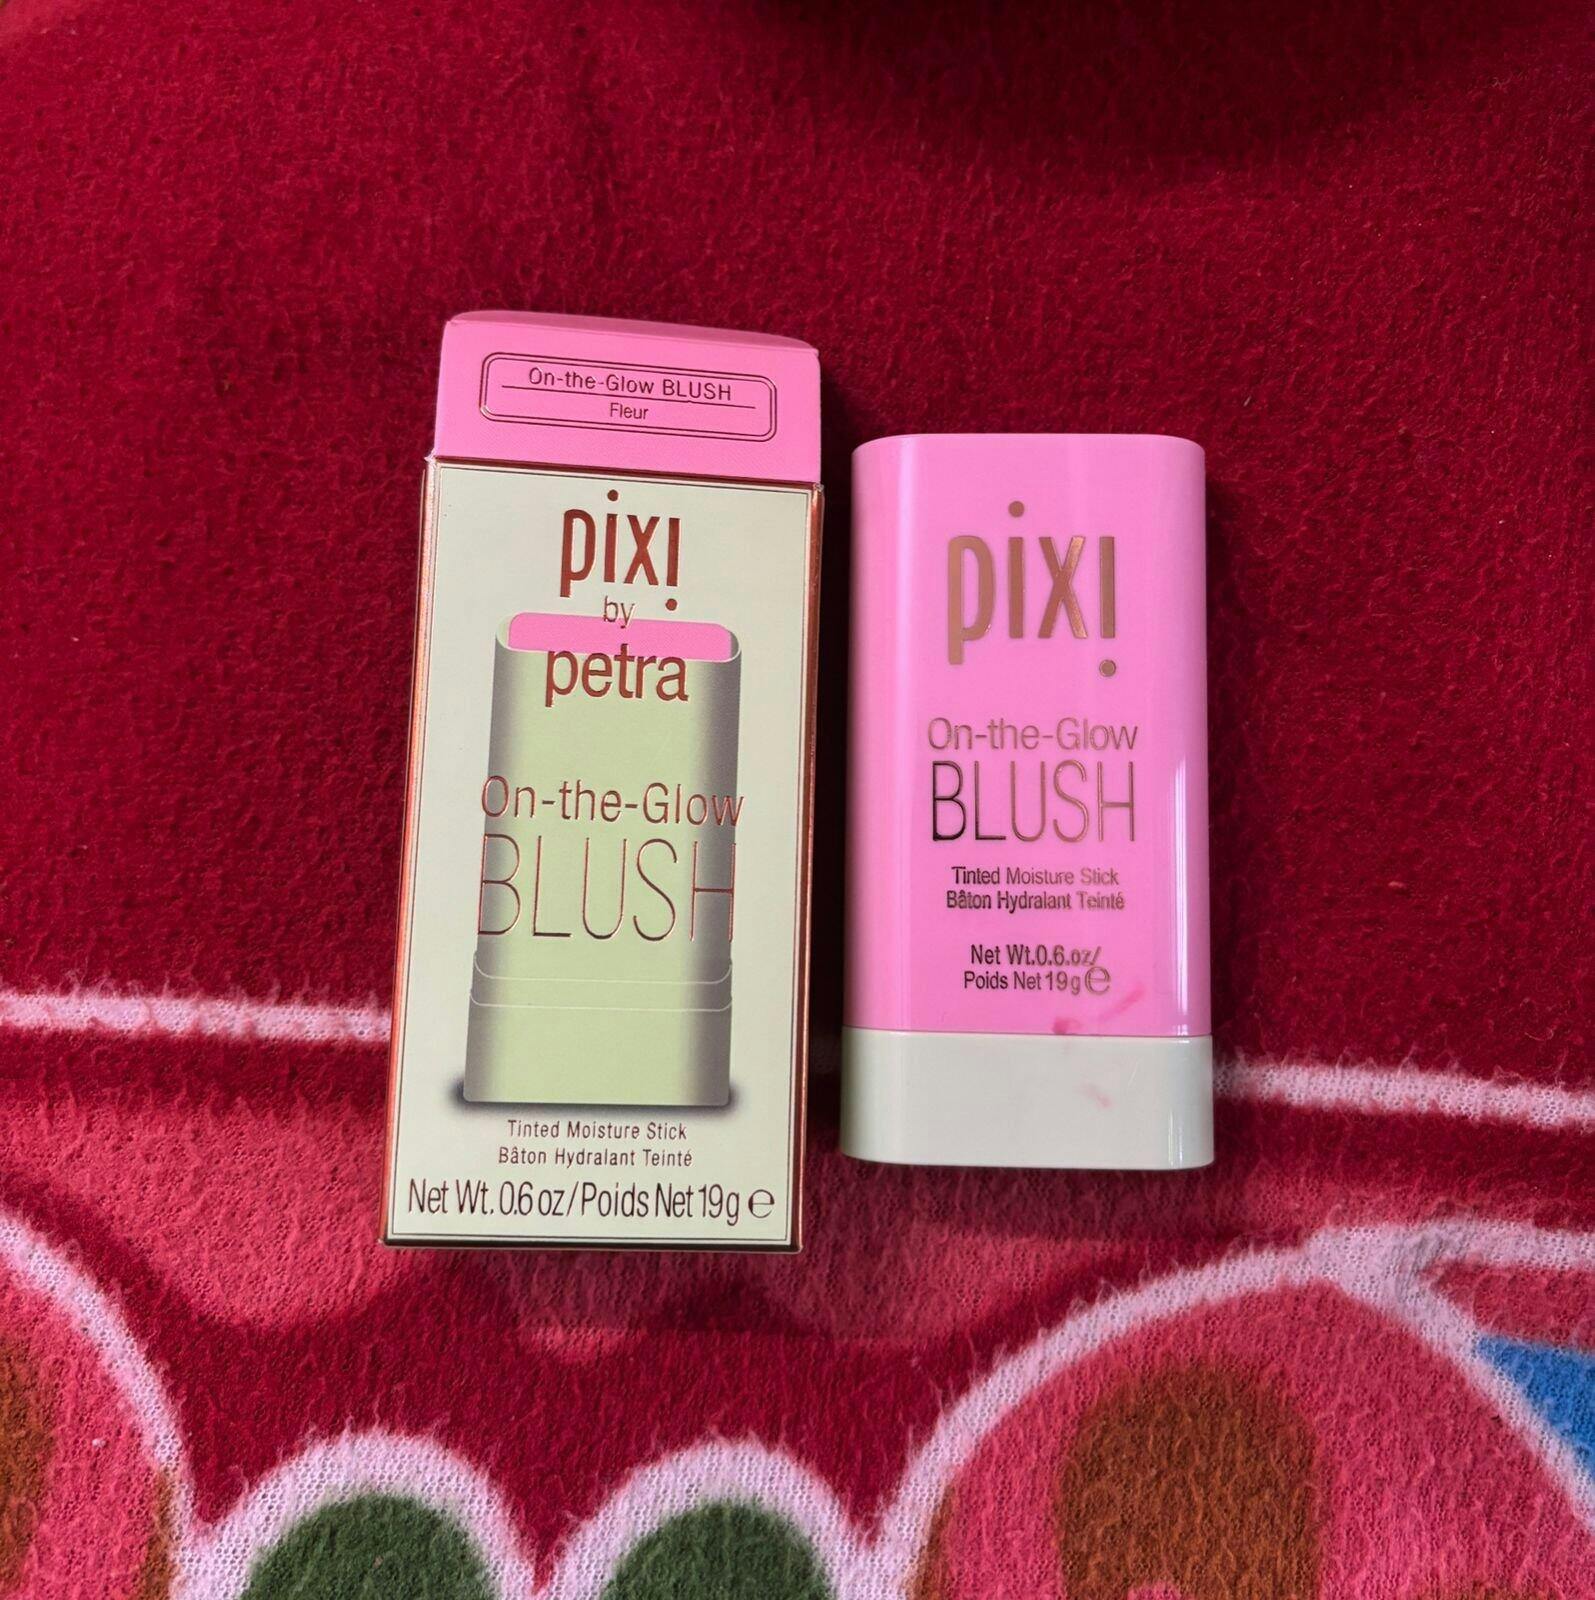 On-the-Glow BLUSH
Fleur
pixi
by
petra
On-the-Glow
BLUSH
Tinted Moisture Stick
Bâton Hydralant Teinté
Net Wt. 0.6 oz/Poids Net 19g e
pixi
On-the-Glow
BLUSH
Tinted Moisture Stick
Bâton Hydralant Teinté
Net Wt.0.6.oz/
Poids Net 19g e